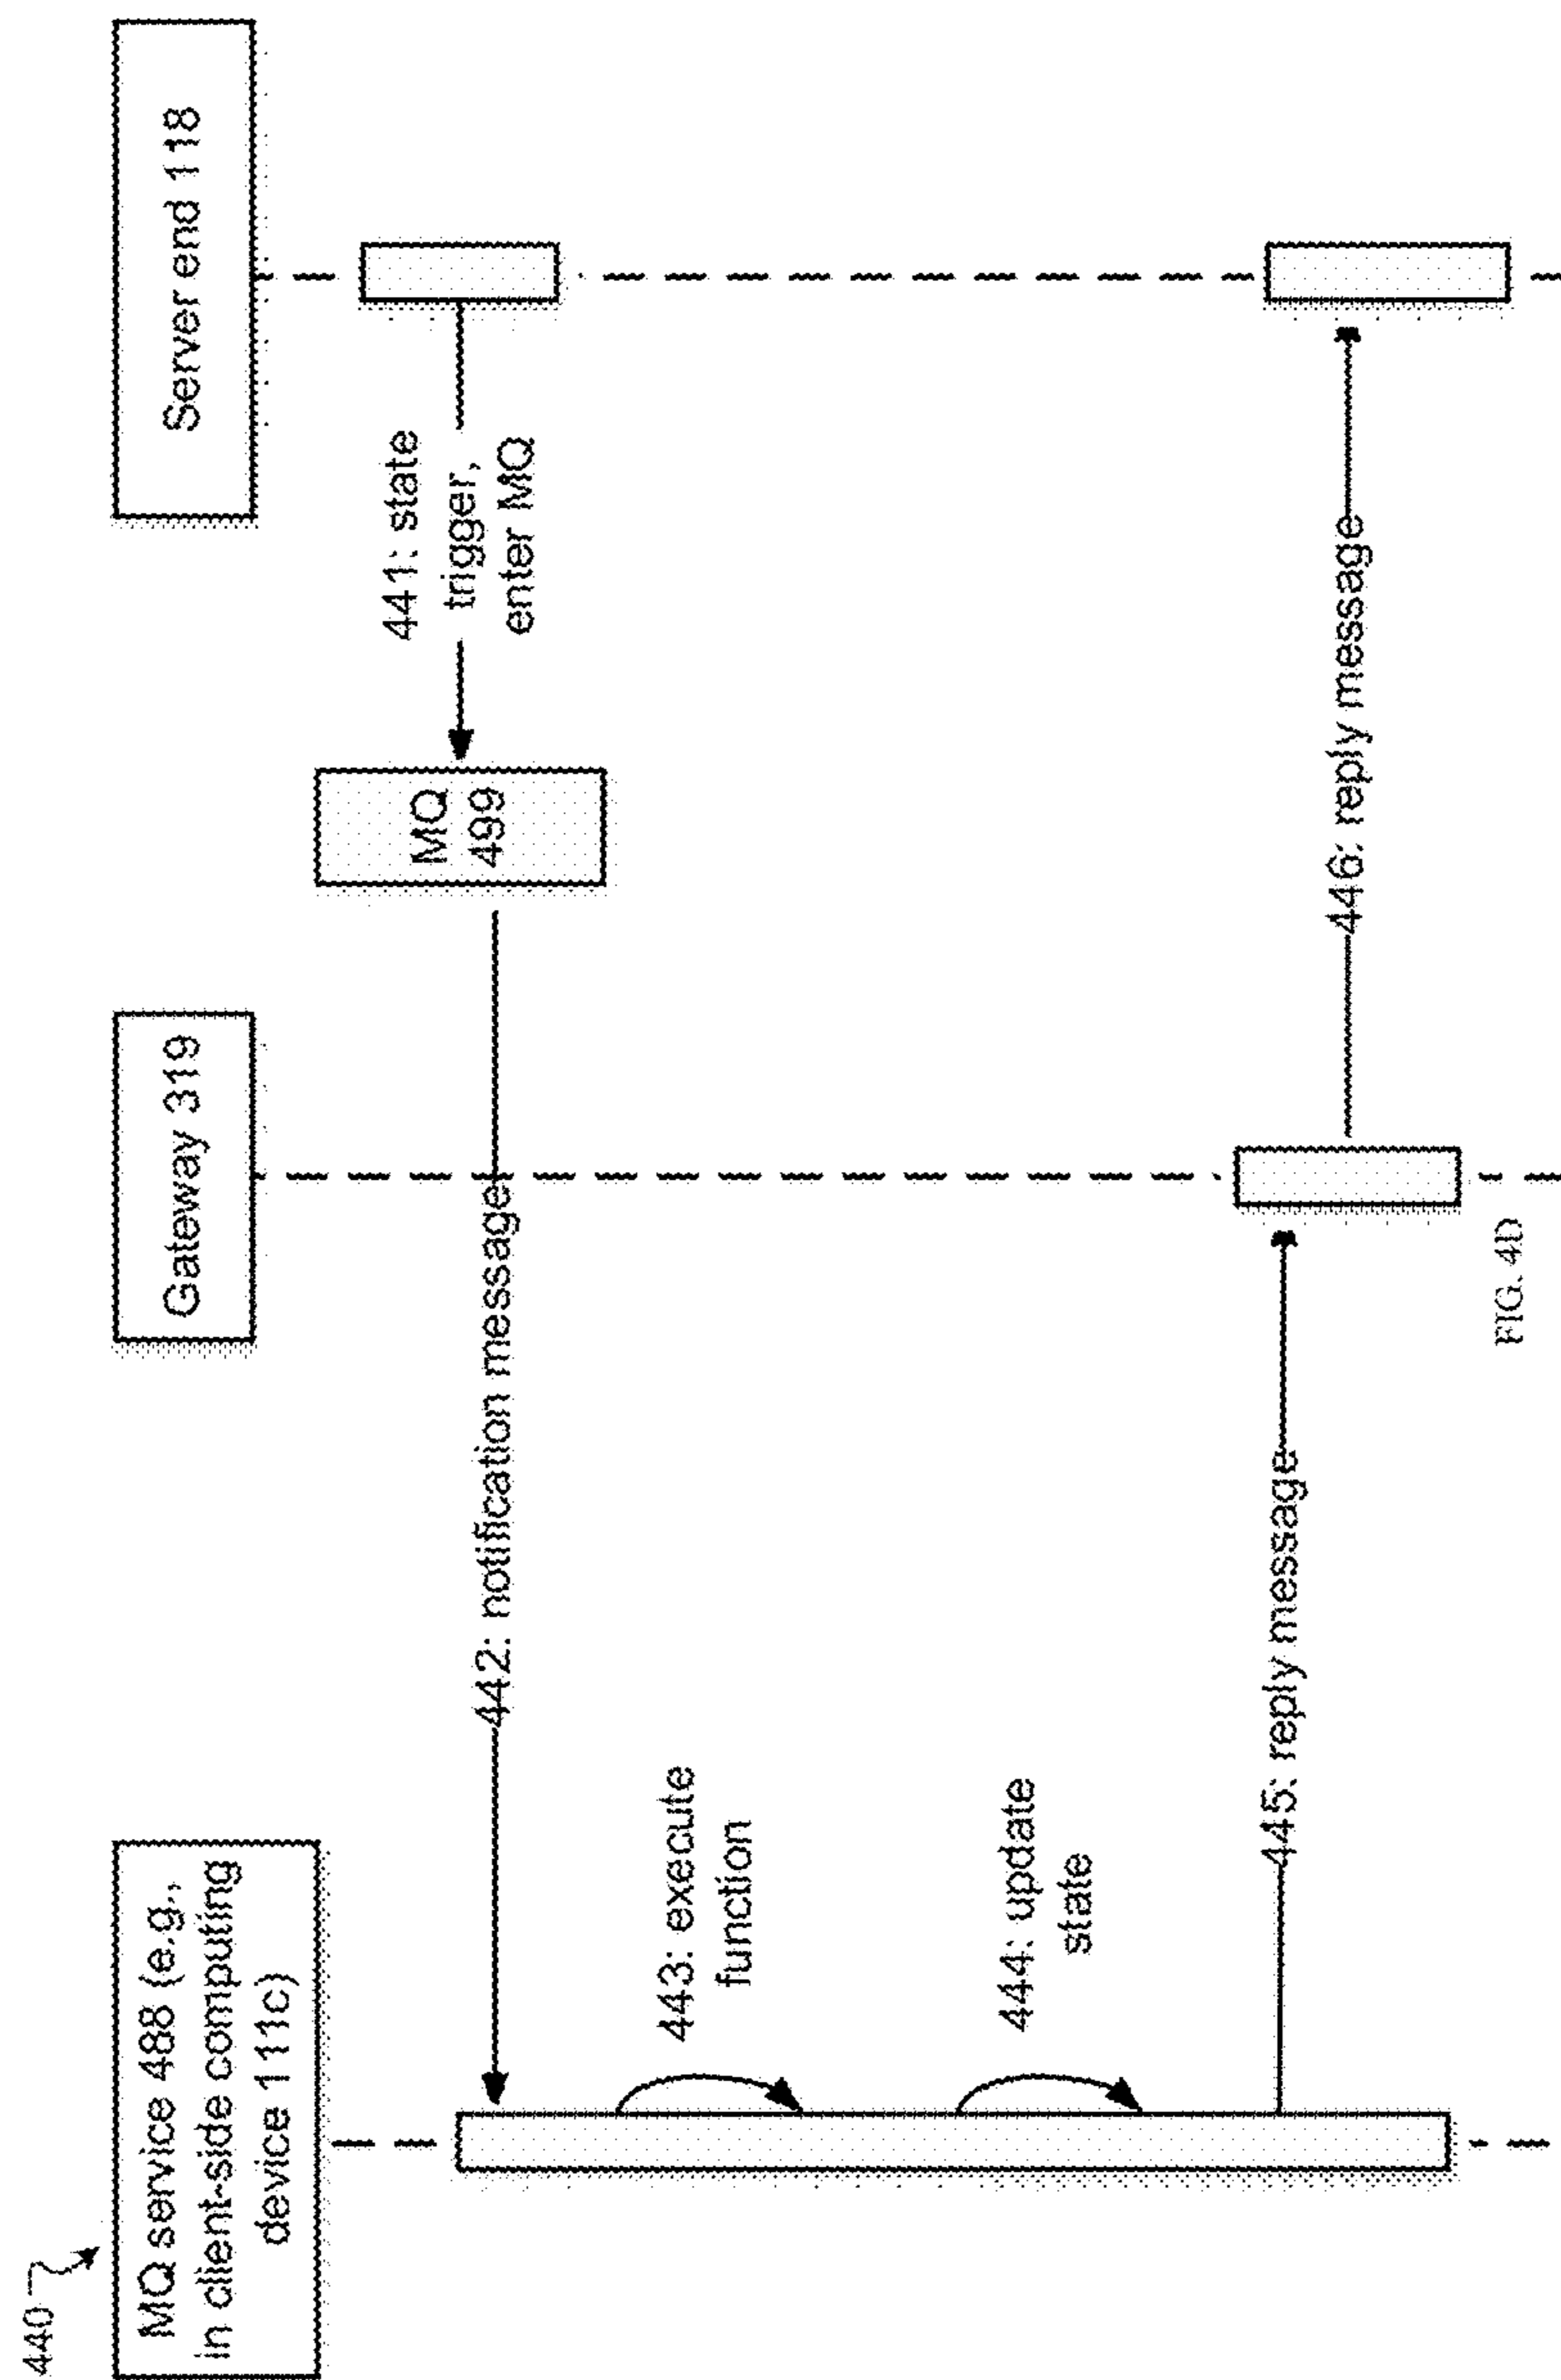 440
MQ service 488 (e.g.,
in client-side computing
device 111c)
Gateway 319
Server end 118
441: state
trigger,
enter MQ
MQ
499
442: notification message
443: execute
function
444: update
state
445: reply message
446: reply message
FIG. 4D